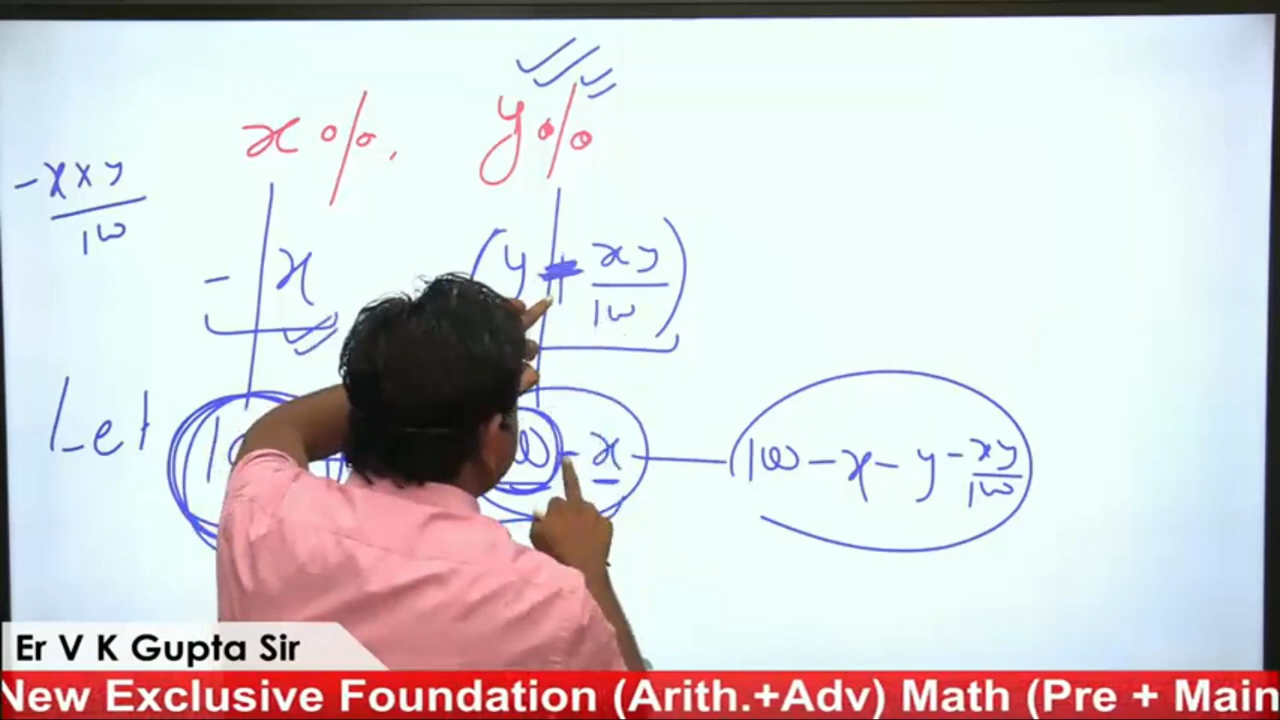 x%, y%
-x×y/100
-x (y + xy/100)
Let 100 - x 100 - x - y - xy/100
Er V K Gupta Sir
New Exclusive Foundation (Arith.+Adv) Math (Pre + Main